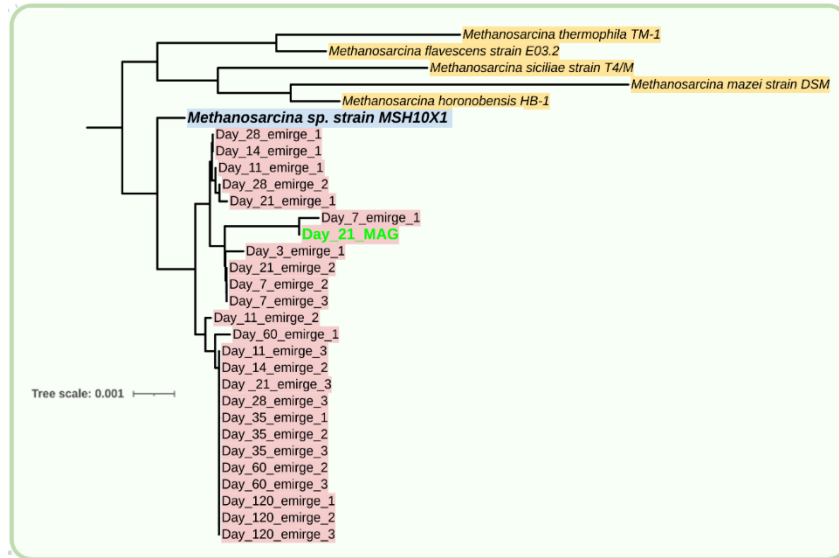 Methanosarcina thermophila TM-1
Methanosarcina flavescens strain E03.2
Methanosarcina siciliae strain T4/M
Methanosarcina mazei strain DSM
Methanosarcina horonobensis HB-1
Methanosarcina sp. strain MSH10X1
Day_28_emirge_1
Day_14_emirge_1
Day_11_emirge_1
Day_28_emirge_2
Day_21_emirge_1
Day_7_emirge_1
Day_21_MAG
Day_3_emirge_1
Day_21_emirge_2
Day_7_emirge_2
Day_7_emirge_3
Day_11_emirge_2
Day_60_emirge_1
Day_11_emirge_3
Day_14_emirge_2
Day_21_emirge_3
Tree scale: 0.001
Day_28_emirge_3
Day_35_emirge_1
Day_35_emirge_2
Day_35_emirge_3
Day_60_emirge_2
Day_60_emirge_3
Day_120_emirge_1
Day_120_emirge_2
Day_120_emirge_3